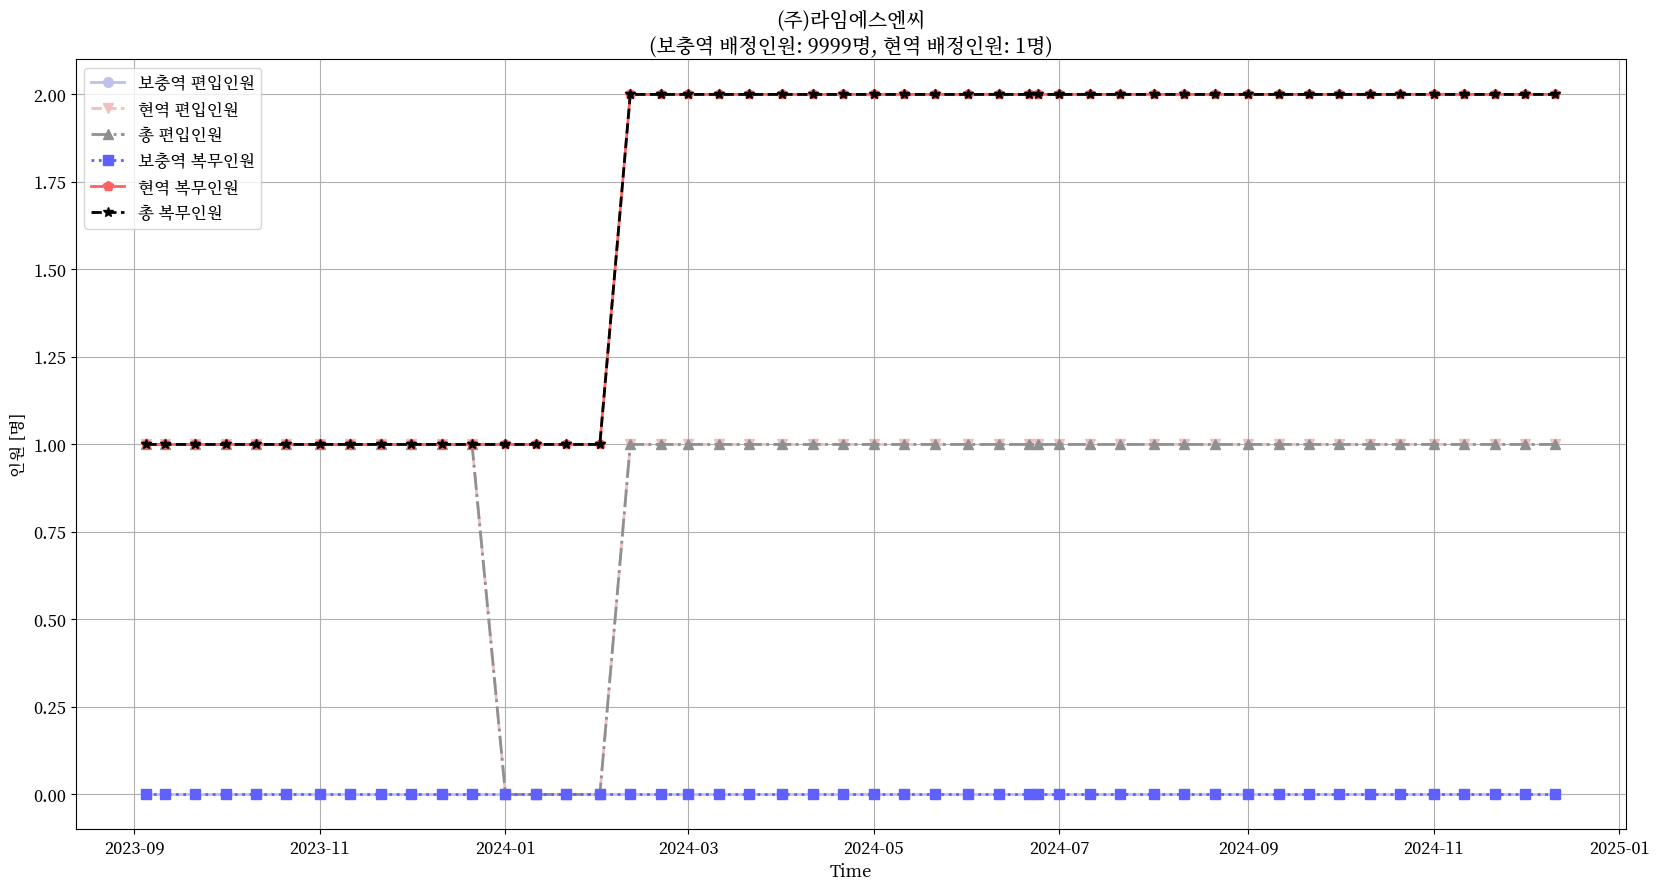 (주)라임에스엔씨
(보충역 배정인원: 9999명, 현역 배정인원: 1명)
보충역 편입인원
현역 편입인원
총 편입인원
보충역 복무인원
현역 복무인원
총 복무인원
2.00
1.75
1.50
1.25
1.00
0.75
0.50
0.25
0.00
인원 [명]
2023-09 2023-11 2024-01 2024-03 2024-05 2024-07 2024-09 2024-11 2025-01
Time